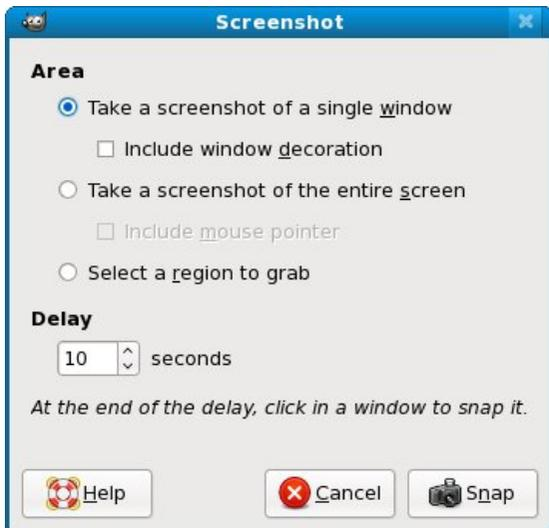 Screenshot
Area
Take a screenshot of a single window
Include window decoration
Take a screenshot of the entire screen
Include mouse pointer
Select a region to grab
Delay
10 seconds
At the end of the delay, click in a window to snap it.
Help Cancel Snap